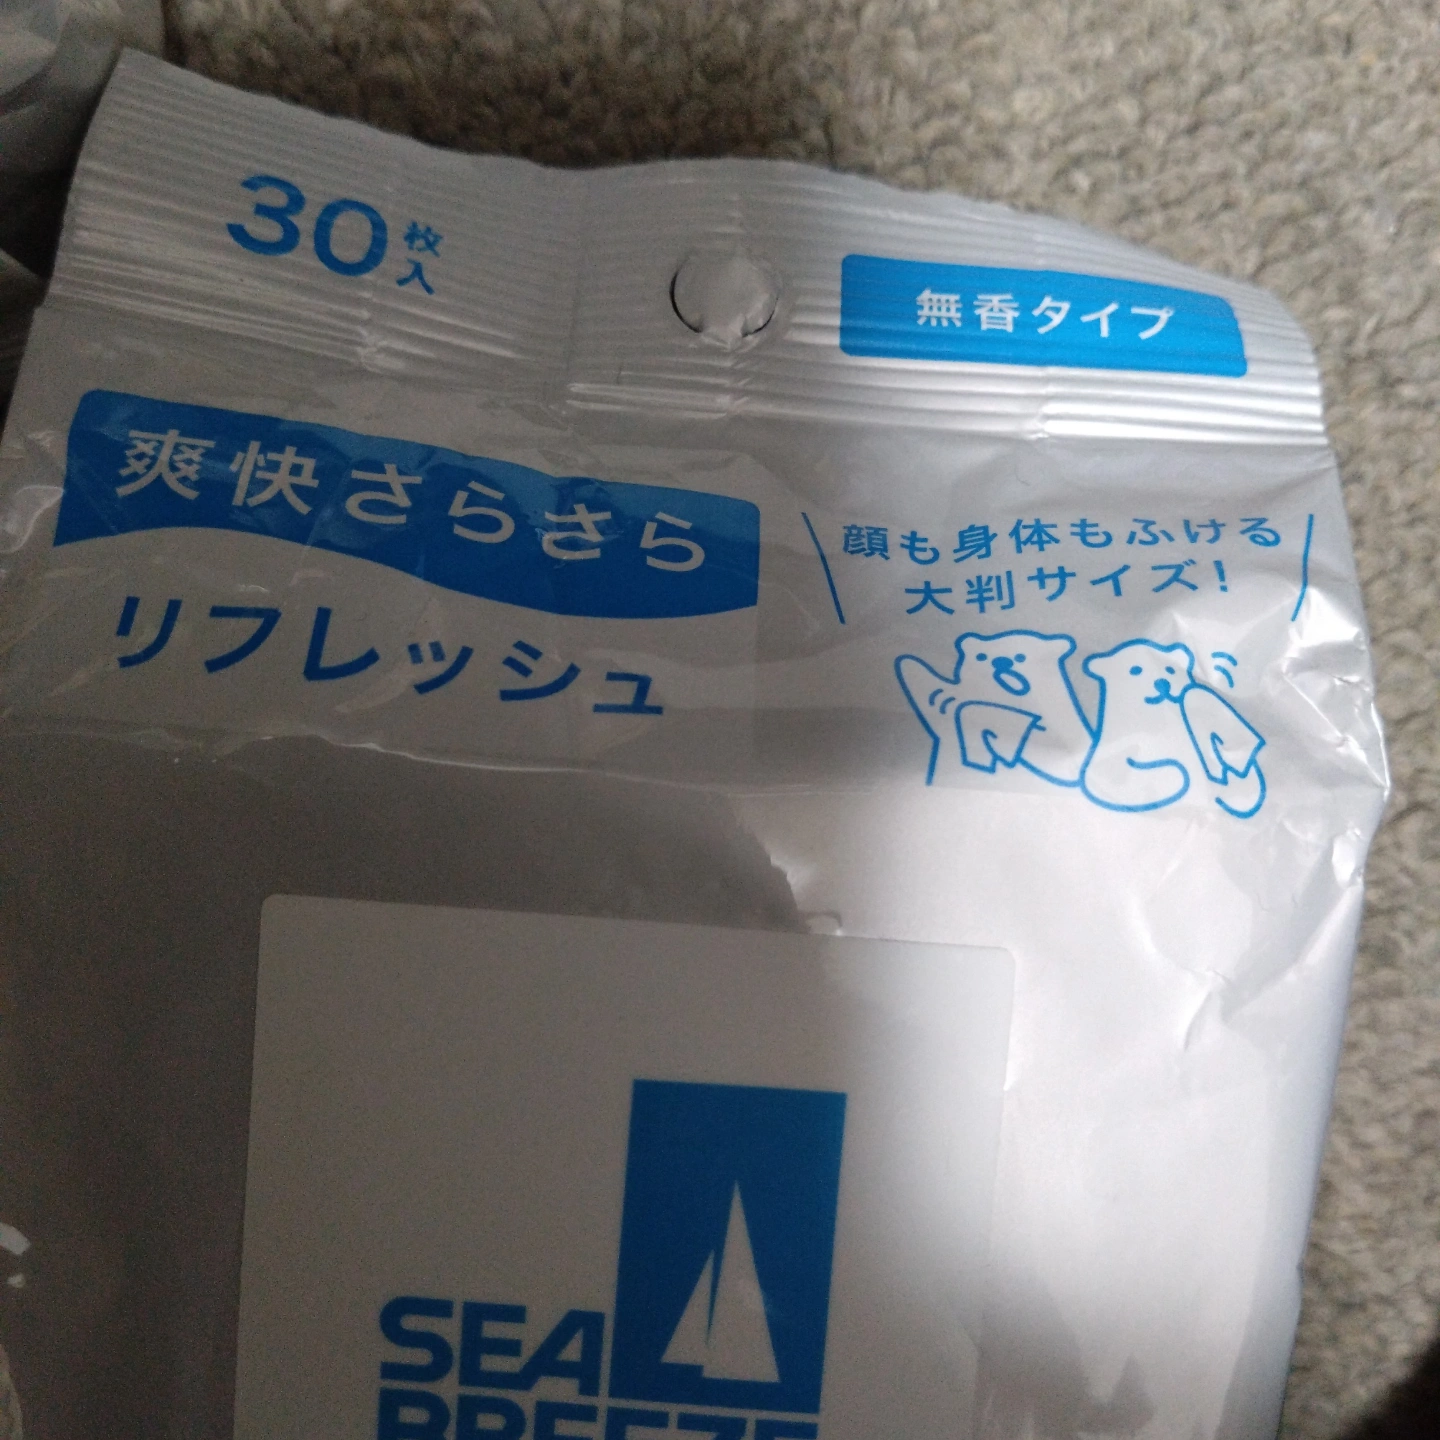 30枚入
無香タイプ
爽快さらさら
リフレッシュ
顔も身体もふける
大判サイズ!
SEA
BREEZE